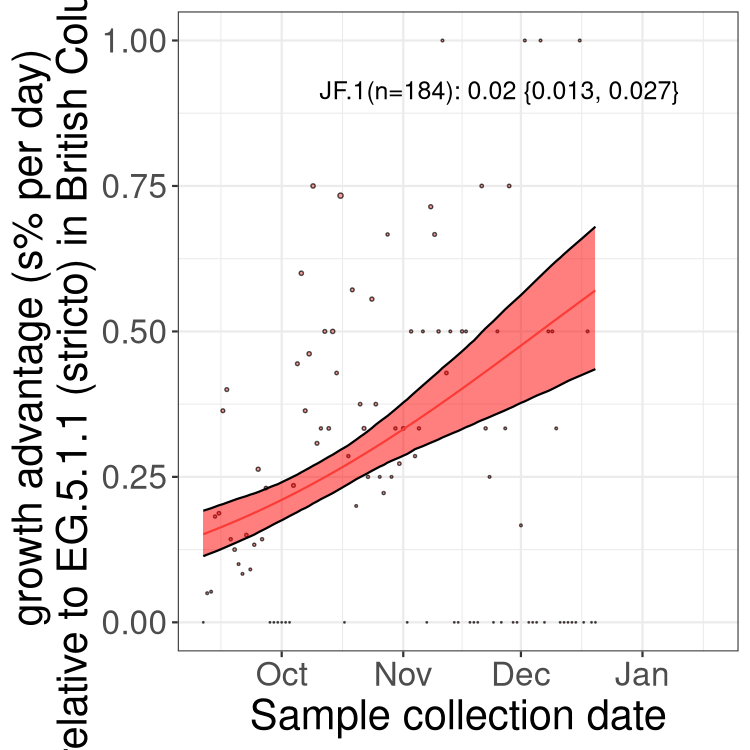 growth advantage (s% per day)
relative to EG.5.1.1 (stricto) in British Colu
1.00
JF.1(n=184): 0.02 {0.013, 0.027}
0.75
0.50
0.25
0.00
Oct Nov Dec Jan
Sample collection date